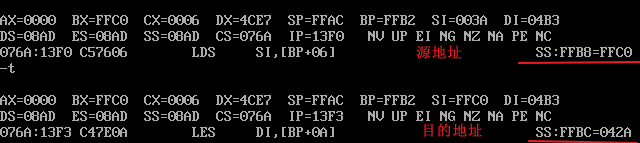 AX=0000 BX=FFC0 CX=0006 DX=4CE7 SP=FFAC BP=FFB2 SI=003A DI=04B3
DS=08AD ES=08AD SS=08AD CS=076A IP=13F0 NV UP EI NG NZ NA PE NC
076A:13F0 C57606 LDS SI,[BP+06] 源地址 SS:FFB8=FFC0
-t
AX=0000 BX=FFC0 CX=0006 DX=4CE7 SP=FFAC BP=FFB2 SI=FFC0 DI=04B3
DS=08AD ES=08AD SS=08AD CS=076A IP=13F3 NV UP EI NG NZ NA PE NC
076A:13F3 C47E0A LES DI,[BP+0A] 目的地址 SS:FFBC=042A